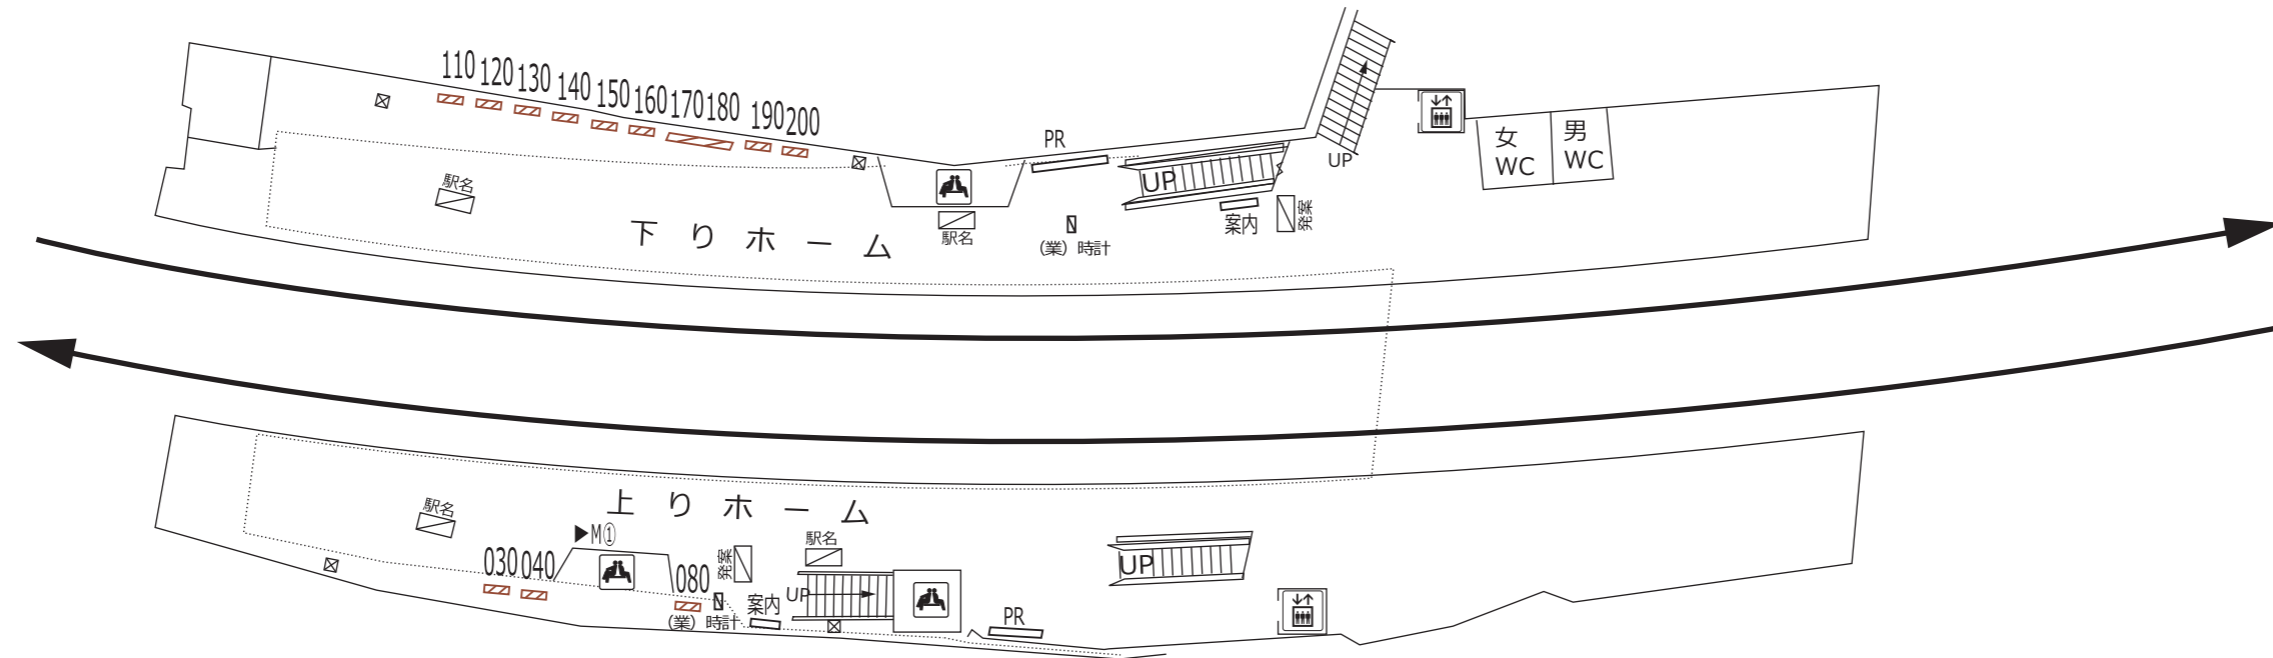 110 120 130 140 150 160 170 180 190 200
PR
UP
女
WC
男
WC
駅名
UP
下りホーム
駅名
(業) 時計
案内
発案
上りホーム
駅名
▶M①
030 040
080
発案
駅名
(業) 時計
案内
UP
PR
UP